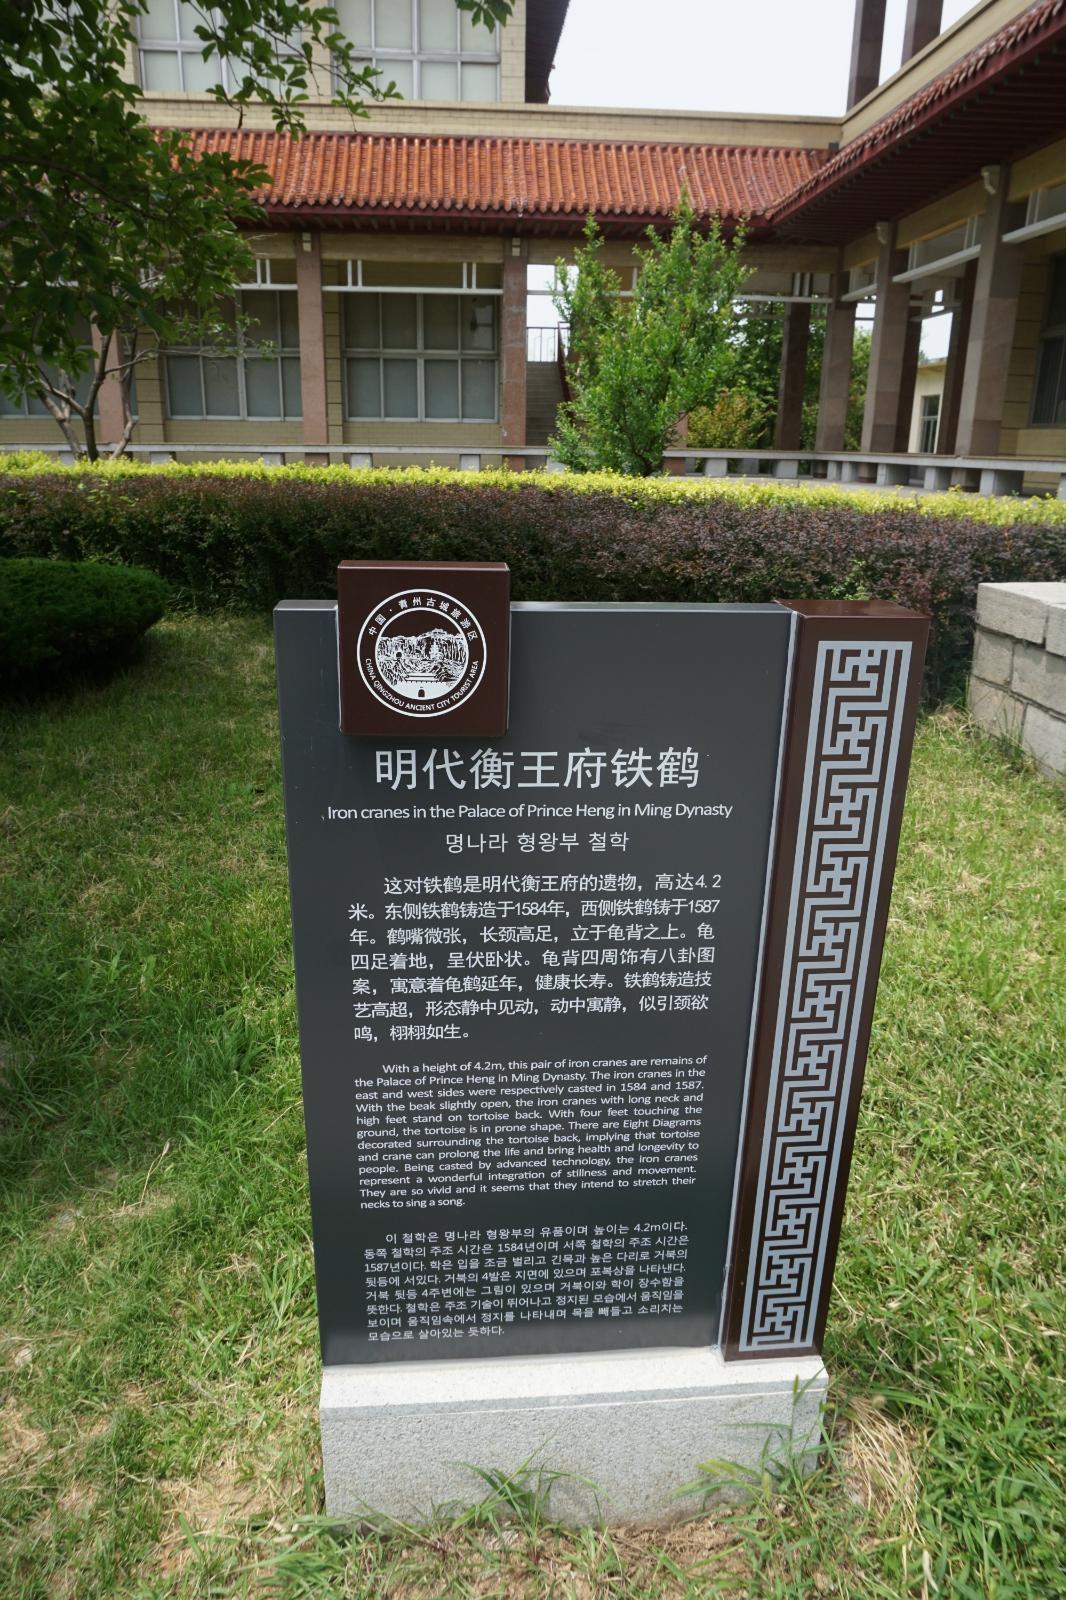 中国·青州古城旅游区
CHINA QINGZHOU ANCIENT CITY TOURIST AREA
明代衡王府铁鹤
Iron cranes in the Palace of Prince Heng in Ming Dynasty
명나라 형왕부 철학
这对铁鹤是明代衡王府的遗物，高达4.2
米。东侧铁鹤铸造于1584年，西侧铁鹤铸于1587
年。鹤嘴微张，长颈高足，立于龟背之上。龟
四足着地，呈伏卧状。龟背四周饰有八卦图
案，寓意着龟鹤延年，健康长寿。铁鹤铸造技
艺高超，形态静中见动，动中寓静，似引颈欲
鸣，栩栩如生。
With a height of 4.2m, this pair of iron cranes are remains of
the Palace of Prince Heng in Ming Dynasty. The iron cranes in the
east and west sides were respectively casted in 1584 and 1587.
With the beak slightly open, the iron cranes with long neck and
high feet stand on tortoise back. With four feet touching the
ground, the tortoise is in prone shape. There are Eight Diagrams
decorated surrounding the tortoise back, implying that tortoise
and crane can prolong the life and bring health and longevity to
people. Being casted by advanced technology, the iron cranes
represent a wonderful integration of stillness and movement.
They are so vivid and it seems that they intend to stretch their
necks to sing a song.
이 철학은 명나라 형왕부의 유품이며 높이는 4.2m이다.
동쪽 철학의 주조 시간은 1584년이며 서쪽 철학의 주조 시간은
1587년이다. 학은 입을 조금 벌리고 긴목과 높은 다리로 거북의
뒷등에 서있다. 거북의 4발은 지면에 있으며 포복상을 나타낸다.
거북 뒷등 4주변에는 그림이 있으며 거북이와 학이 장수함을
뜻한다. 철학은 주조 기술이 뛰어나고 정지된 모습에서 움직임을
보이며 움직임속에서 정지를 나타내며 목을 빼들고 소리치는
모습으로 살아있는 듯하다.